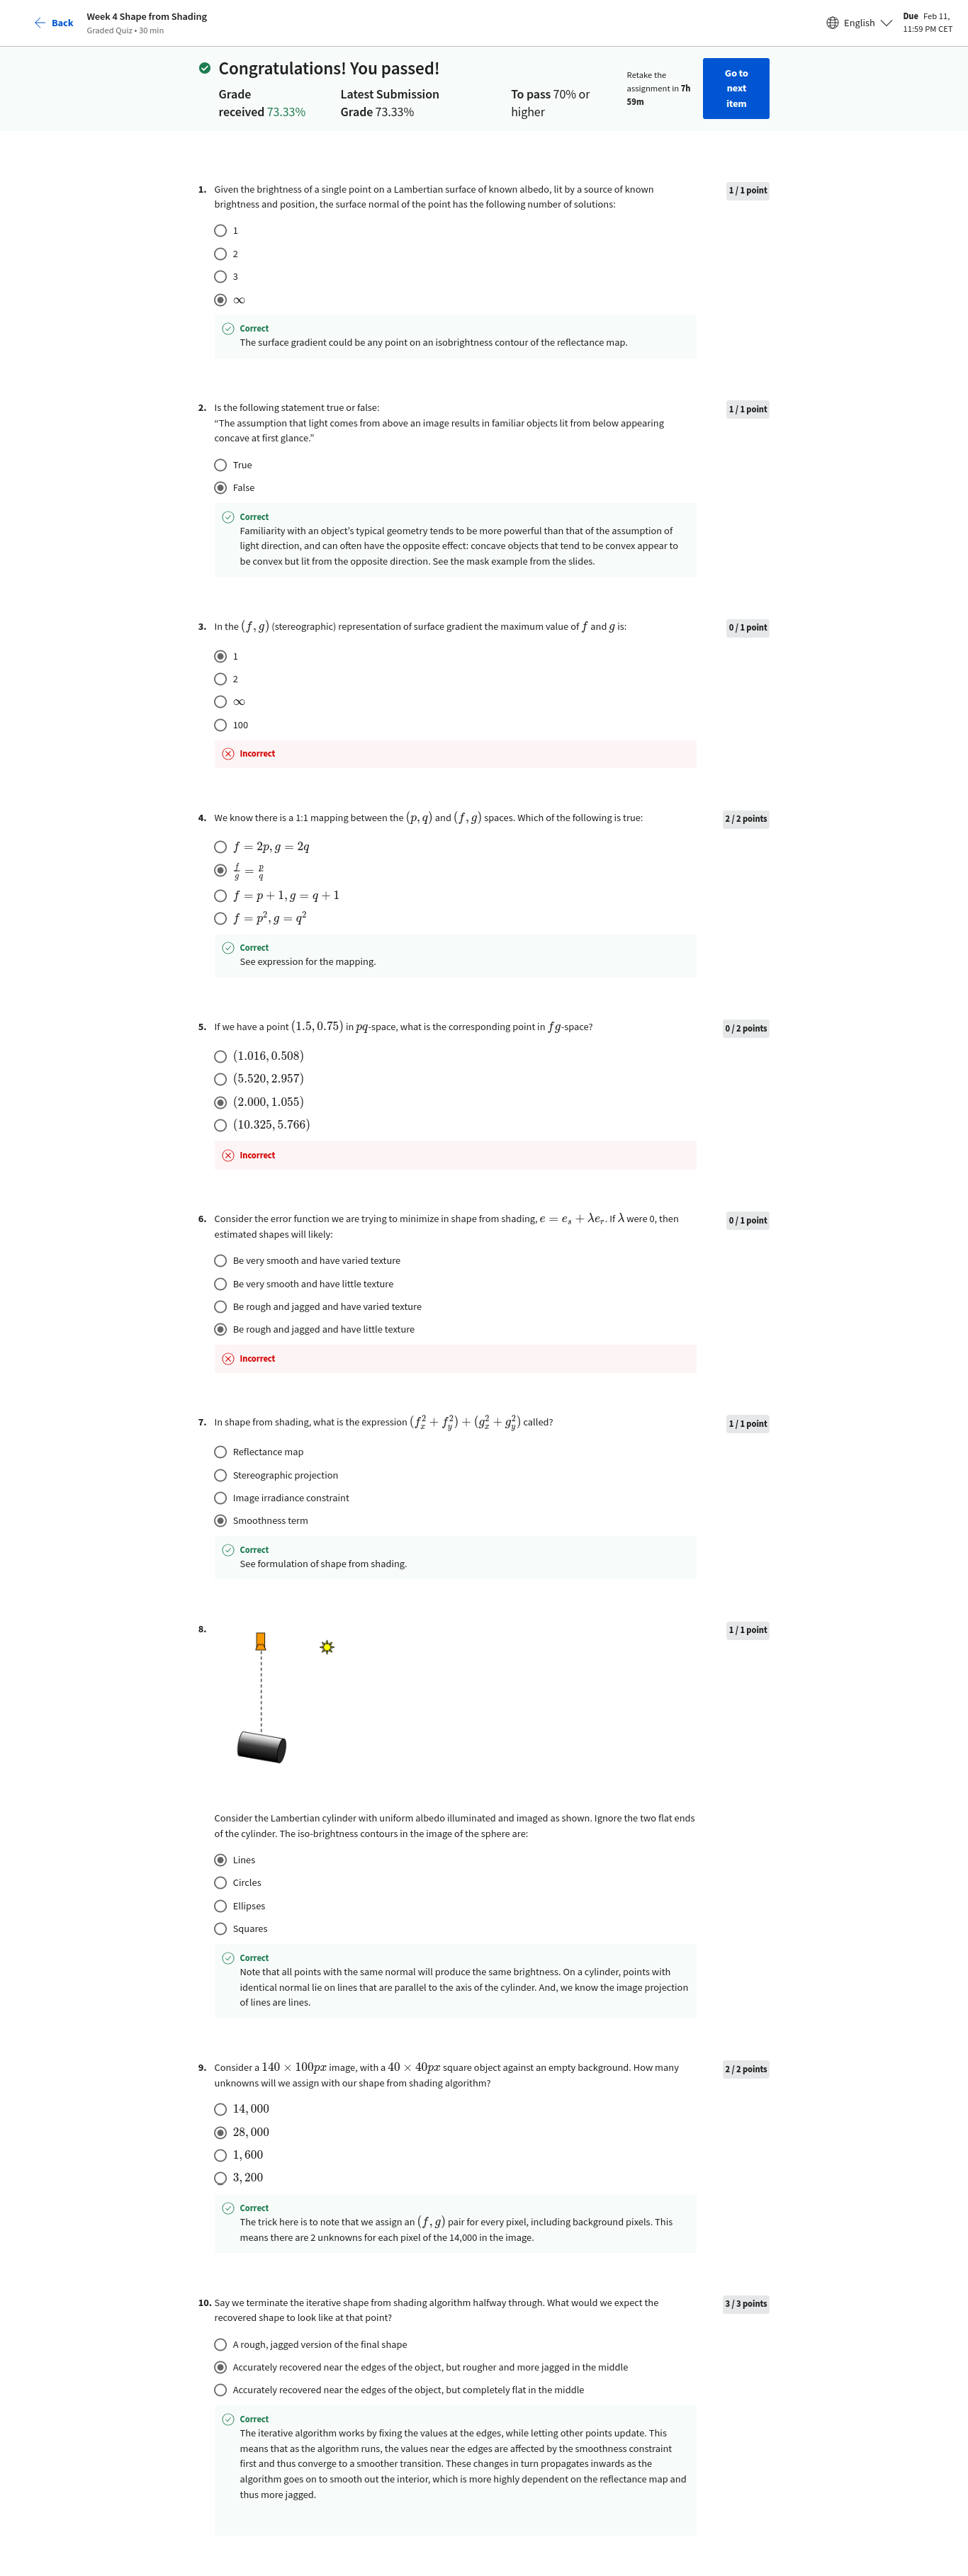 Back
Week 4 Shape from Shading
Graded Quiz • 30 min
English
Due Feb 11,
11:59 PM CET
Congratulations! You passed!
Grade
received 73.33%
Latest Submission
Grade 73.33%
To pass 70% or
higher
Retake the
assignment in 7h
59m
Go to
next
item
1. Given the brightness of a single point on a Lambertian surface of known albedo, lit by a source of known
brightness and position, the surface normal of the point has the following number of solutions:
1 / 1 point
1
2
3
∞
Correct
The surface gradient could be any point on an isobrightness contour of the reflectance map.
2. Is the following statement true or false:
“The assumption that light comes from above an image results in familiar objects lit from below appearing
concave at first glance.”
1 / 1 point
True
False
Correct
Familiarity with an object’s typical geometry tends to be more powerful than that of the assumption of
light direction, and can often have the opposite effect: concave objects that tend to be convex appear to
be convex but lit from the opposite direction. See the mask example from the slides.
3. In the (f, g) (stereographic) representation of surface gradient the maximum value of f and g is:
0 / 1 point
1
2
∞
100
Incorrect
4. We know there is a 1:1 mapping between the (p, q) and (f, g) spaces. Which of the following is true:
2 / 2 points
f = 2p, g = 2q
f/g = p/q
f = p + 1, g = q + 1
f = p², g = q²
Correct
See expression for the mapping.
5. If we have a point (1.5, 0.75) in pq-space, what is the corresponding point in fg-space?
0 / 2 points
(1.016, 0.508)
(5.520, 2.957)
(2.000, 1.055)
(10.325, 5.766)
Incorrect
6. Consider the error function we are trying to minimize in shape from shading, e = eₛ + λeᵣ. If λ were 0, then
estimated shapes will likely:
0 / 1 point
Be very smooth and have varied texture
Be very smooth and have little texture
Be rough and jagged and have varied texture
Be rough and jagged and have little texture
Incorrect
7. In shape from shading, what is the expression (f_x² + f_y²) + (g_x² + g_y²) called?
1 / 1 point
Reflectance map
Stereographic projection
Image irradiance constraint
Smoothness term
Correct
See formulation of shape from shading.
8.
1 / 1 point
Consider the Lambertian cylinder with uniform albedo illuminated and imaged as shown. Ignore the two flat ends
of the cylinder. The iso-brightness contours in the image of the sphere are:
Lines
Circles
Ellipses
Squares
Correct
Note that all points with the same normal will produce the same brightness. On a cylinder, points with
identical normal lie on lines that are parallel to the axis of the cylinder. And, we know the image projection
of lines are lines.
9. Consider a 140 × 100px image, with a 40 × 40px square object against an empty background. How many
unknowns will we assign with our shape from shading algorithm?
2 / 2 points
14, 000
28, 000
1, 600
3, 200
Correct
The trick here is to note that we assign an (f, g) pair for every pixel, including background pixels. This
means there are 2 unknowns for each pixel of the 14,000 in the image.
10. Say we terminate the iterative shape from shading algorithm halfway through. What would we expect the
recovered shape to look like at that point?
3 / 3 points
A rough, jagged version of the final shape
Accurately recovered near the edges of the object, but rougher and more jagged in the middle
Accurately recovered near the edges of the object, but completely flat in the middle
Correct
The iterative algorithm works by fixing the values at the edges, while letting other points update. This
means that as the algorithm runs, the values near the edges are affected by the smoothness constraint
first and thus converge to a smoother transition. These changes in turn propagates inwards as the
algorithm goes on to smooth out the interior, which is more highly dependent on the reflectance map and
thus more jagged.